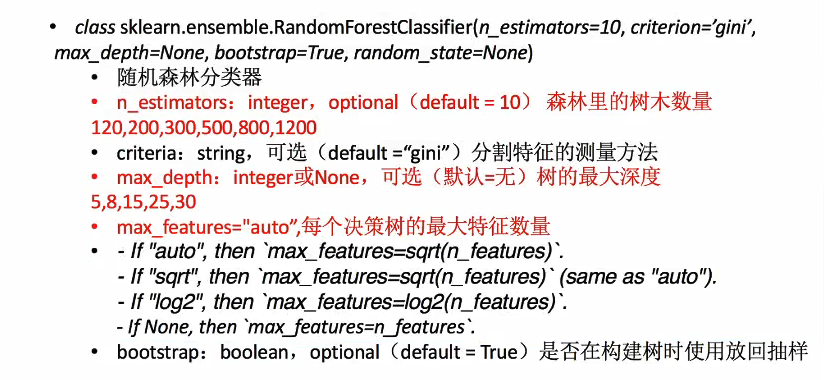 • class sklearn.ensemble.RandomForestClassifier(n_estimators=10, criterion=’gini’,
max_depth=None, bootstrap=True, random_state=None)
• 随机森林分类器
• n_estimators：integer，optional（default = 10） 森林里的树木数量
120,200,300,500,800,1200
• criteria：string，可选（default =“gini”）分割特征的测量方法
• max_depth：integer或None，可选（默认=无）树的最大深度
5,8,15,25,30
• max_features="auto”,每个决策树的最大特征数量
• - If "auto", then `max_features=sqrt(n_features)`.
- If "sqrt", then `max_features=sqrt(n_features)` (same as "auto").
- If "log2", then `max_features=log2(n_features)`.
- If None, then `max_features=n_features`.
• bootstrap：boolean，optional（default = True）是否在构建树时使用放回抽样